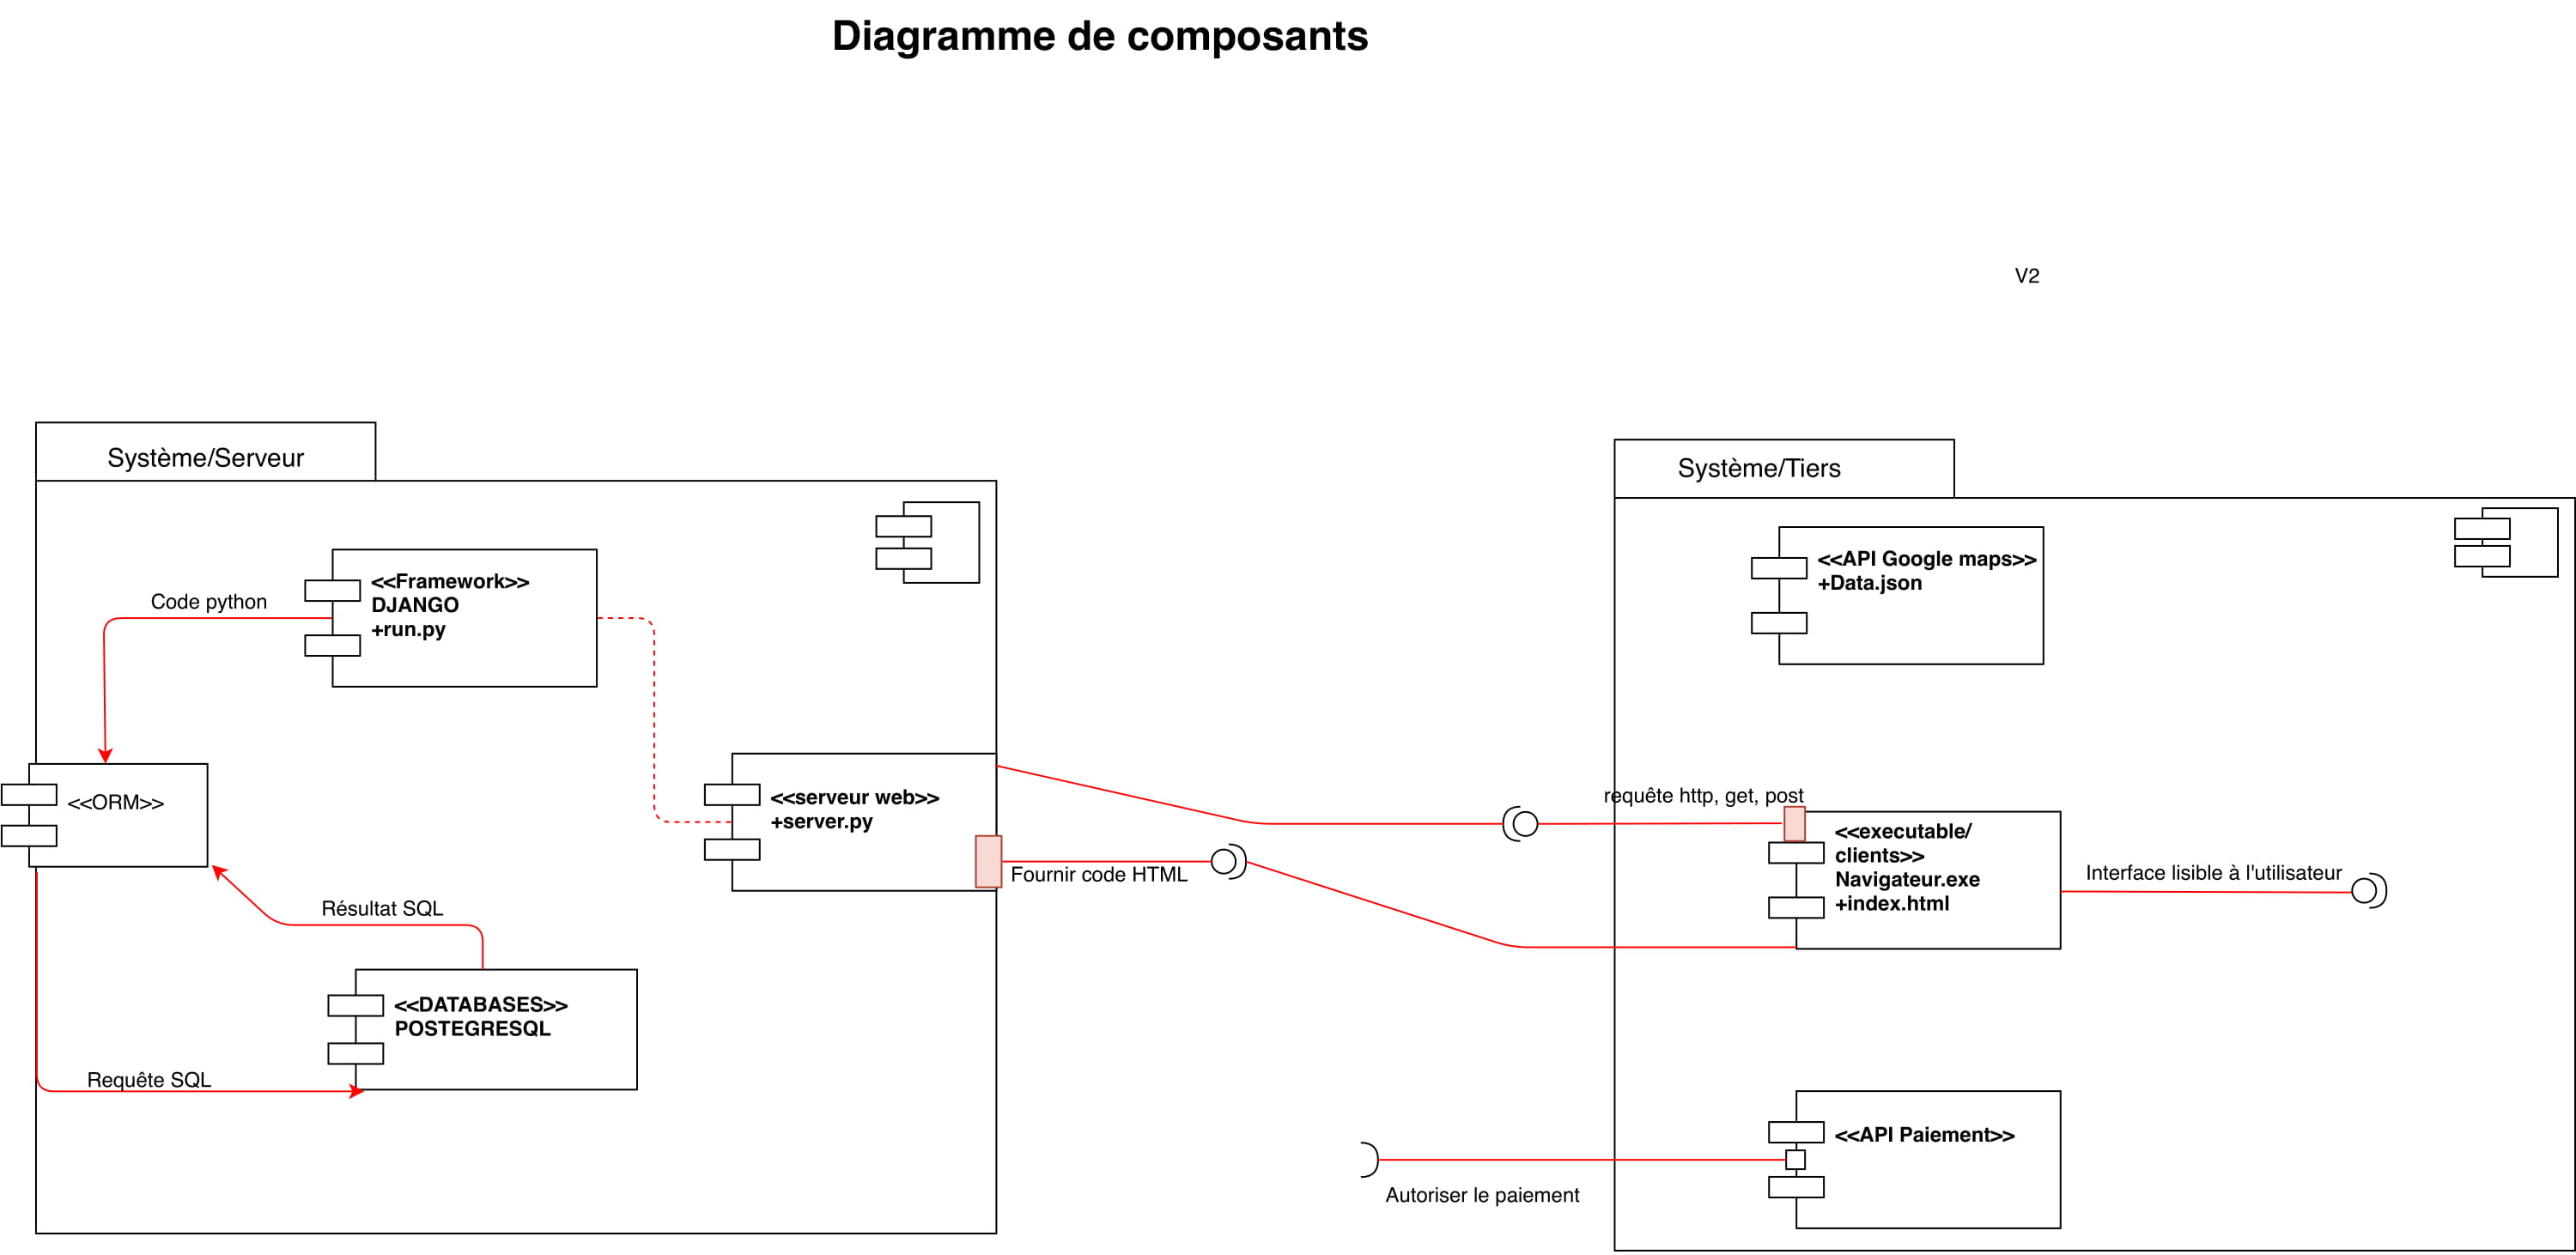 Diagramme de composants
V2
Système/Serveur
<<Framework>>
DJANGO
+run.py
Code python
<<ORM>>
<<serveur web>>
+server.py
Fournir code HTML
Résultat SQL
<<DATABASES>>
POSTEGRESQL
Requête SQL
Système/Tiers
<<API Google maps>>
+Data.json
requête http, get, post
<<executable/
clients>>
Navigateur.exe
+index.html
Interface lisible à l'utilisateur
<<API Paiement>>
Autoriser le paiement